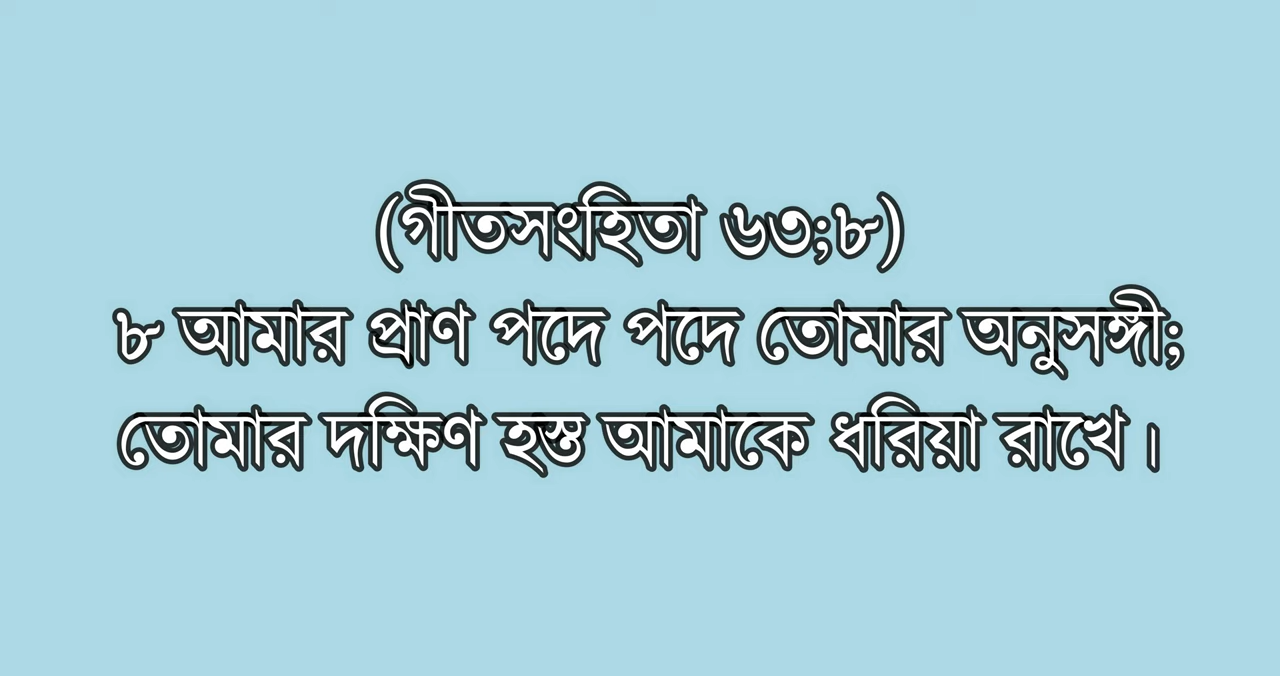 (গীতসংহিতা ৬৩;৮)
৮ আমার প্রাণ পদে পদে তোমার অনুসঙ্গী;
তোমার দক্ষিণ হস্ত আমাকে ধরিয়া রাখে।